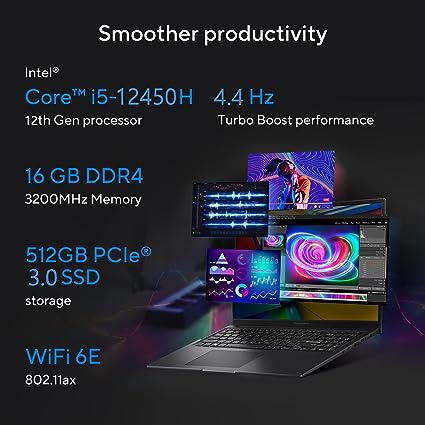 Smoother productivity
Intel®
Core™ i5-12450H
12th Gen processor
4.4 Hz
Turbo Boost performance
16 GB DDR4
3200MHz Memory
512GB PCIe®
3.0 SSD
storage
WiFi 6E
802.11ax